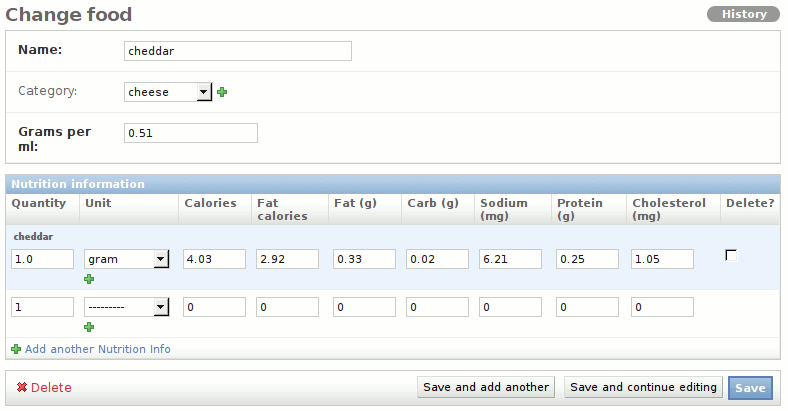 Change food
History
Name: cheddar
Category: cheese
Grams per ml: 0.51
Nutrition information
Quantity Unit Calories Fat calories Fat (g) Carb (g) Sodium (mg) Protein (g) Cholesterol (mg) Delete?
cheddar
1.0 gram 4.03 2.92 0.33 0.02 6.21 0.25 1.05
1 --------- 0 0 0 0 0 0 0
Add another Nutrition Info
Delete Save and add another Save and continue editing Save